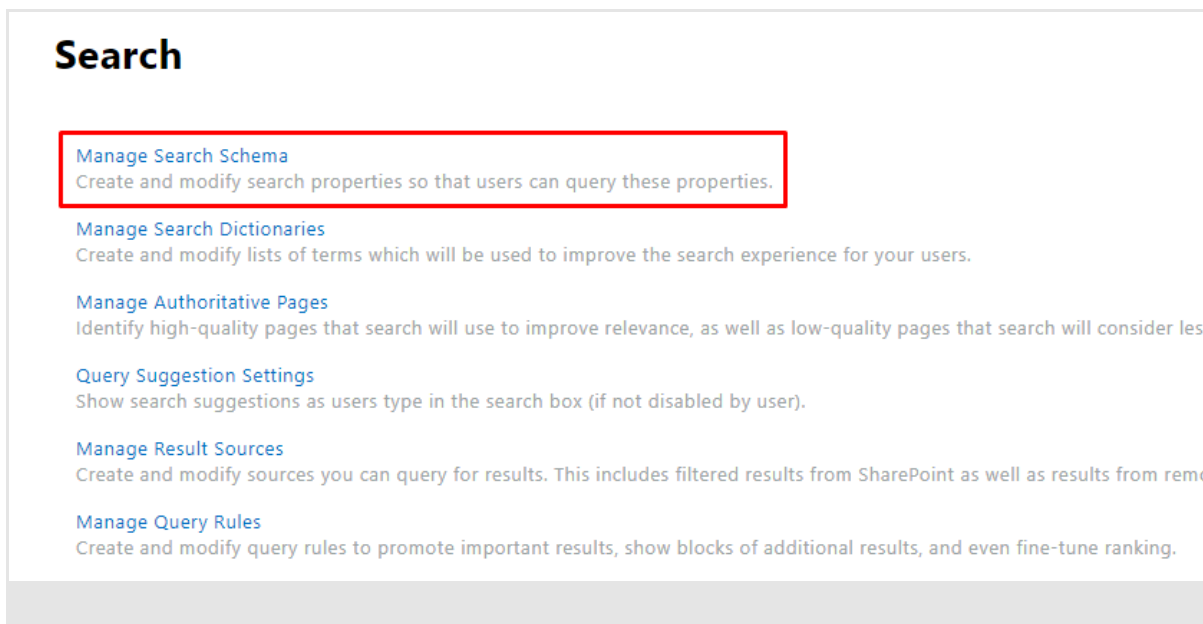 Search
Manage Search Schema
Create and modify search properties so that users can query these properties.
Manage Search Dictionaries
Create and modify lists of terms which will be used to improve the search experience for your users.
Manage Authoritative Pages
Identify high-quality pages that search will use to improve relevance, as well as low-quality pages that search will consider les
Query Suggestion Settings
Show search suggestions as users type in the search box (if not disabled by user).
Manage Result Sources
Create and modify sources you can query for results. This includes filtered results from SharePoint as well as results from rem
Manage Query Rules
Create and modify query rules to promote important results, show blocks of additional results, and even fine-tune ranking.